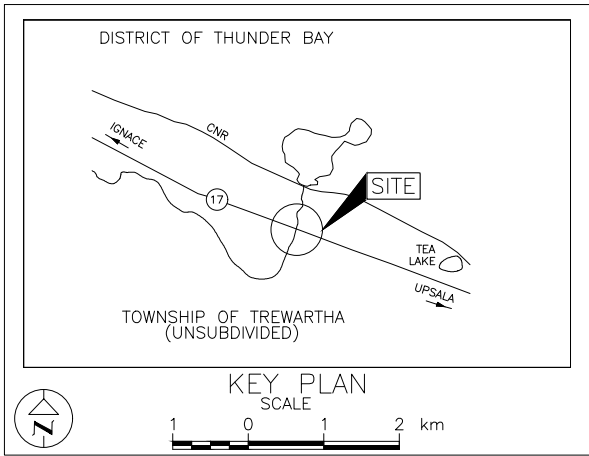 DISTRICT OF THUNDER BAY
IGNACE
CNR
17
SITE
TEA
LAKE
UPSALA
TOWNSHIP OF TREWARTHA
(UNSUBDIVIDED)
KEY PLAN
SCALE
1 0 1 2 km
N